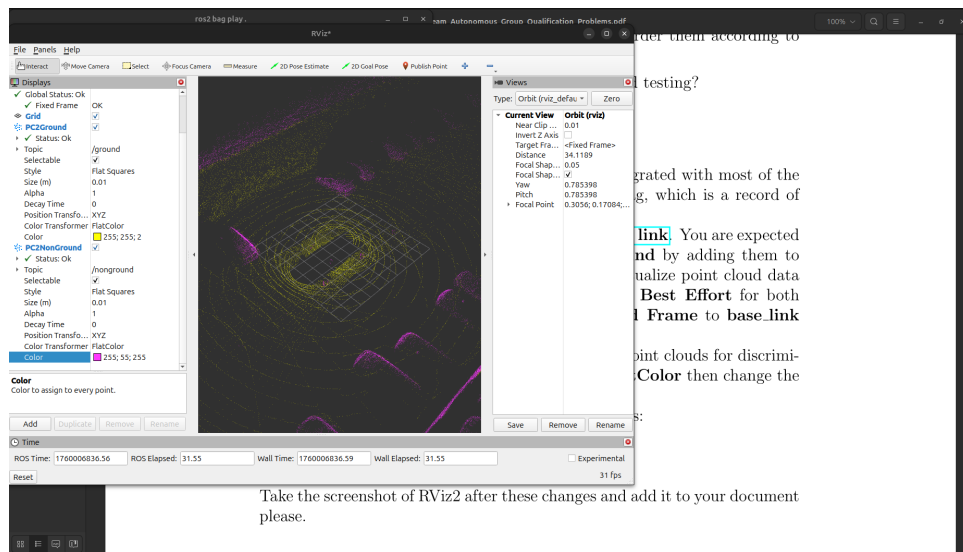 ros2 bag play .
eam_Autonomous_Group_Qualification_Problems.pdf
100%
RViz*
File Panels Help
Interact Move Camera Select Focus Camera Measure 2D Pose Estimate 2D Goal Pose Publish Point
Displays
Global Status: Ok
Fixed Frame OK
Grid
PC2Ground
Status: Ok
Topic /ground
Selectable
Style Flat Squares
Size (m) 0.01
Alpha 1
Decay Time 0
Position Transfo... XYZ
Color Transformer FlatColor
Color 255; 255; 2
PC2NonGround
Status: Ok
Topic /nonground
Selectable
Style Flat Squares
Size (m) 0.01
Alpha 1
Decay Time 0
Position Transfo... XYZ
Color Transformer FlatColor
Color 255; 55; 255
Color
Color to assign to every point.
Add Duplicate Remove Rename
Views
Type: Orbit (rviz_defau Zero
Current View Orbit (rviz)
Near Clip ... 0.01
Invert Z Axis
Target Fra... <Fixed Frame>
Distance 34.1189
Focal Shap... 0.05
Focal Shap...
Yaw 0.785398
Pitch 0.785398
Focal Point 0.3056; 0.17084;...
Save Remove Rename
Time
ROS Time: 1760006836.56 ROS Elapsed: 31.55 Wall Time: 1760006836.59 Wall Elapsed: 31.55 Experimental
Reset 31 fps
rder them according to
l testing?
grated with most of the
g, which is a record of
link. You are expected
nd by adding them to
ualize point cloud data
Best Effort for both
d Frame to base_link
oint clouds for discrimi-
Color then change the
s:
Take the screenshot of RViz2 after these changes and add it to your document
please.